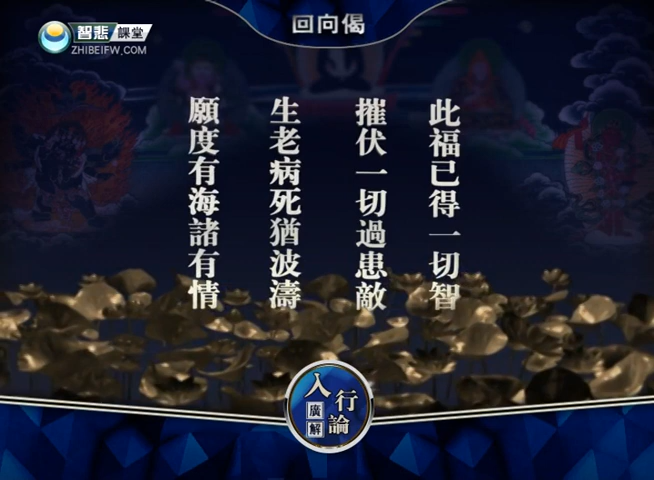 智悲課堂
ZHIBEIFW.COM
回向偈
此福已得一切智
摧伏一切過患敵
生老病死猶波濤
願度有海諸有情
入行論
廣解